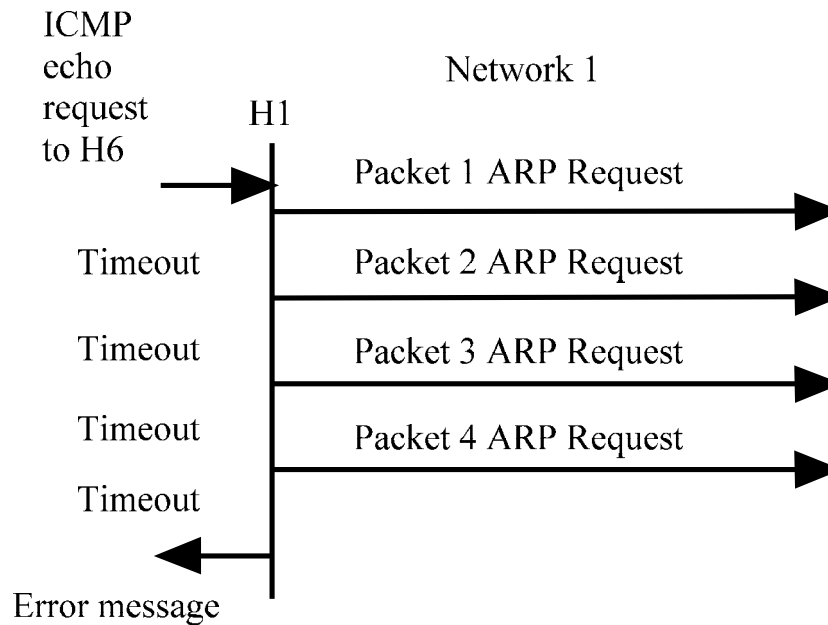 ICMP
echo
request
to H6
Network 1
H1
Packet 1 ARP Request
Timeout
Packet 2 ARP Request
Timeout
Packet 3 ARP Request
Timeout
Packet 4 ARP Request
Timeout
Error message